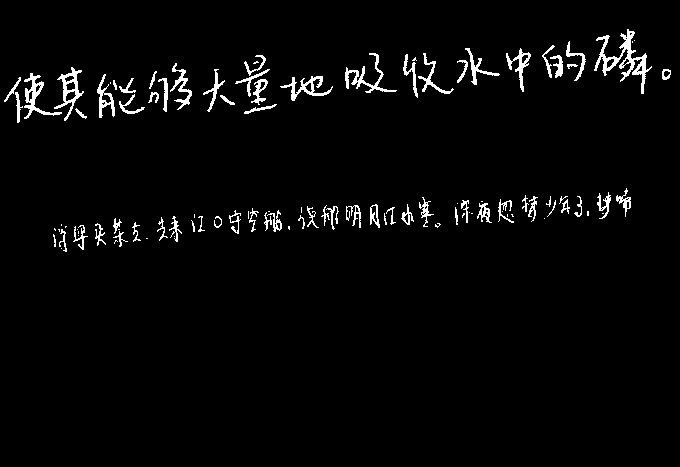 使其能够大量地吸收水中的磷。
浮梁买茶去.去来江口守空船,绕船明月江水寒。深夜忽梦少年事,梦啼